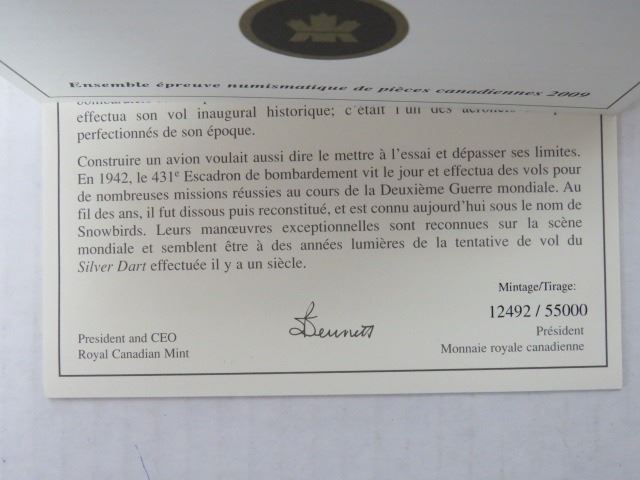 Ensemble épreuve numismatique de pièces canadiennes 2009
effectua son vol inaugural historique; c'était l'un des
perfectionnés de son époque.
Construire un avion voulait aussi dire le mettre à l'essai et dépasser ses limites.
En 1942, le 431e Escadron de bombardement vit le jour et effectua des vols pour
de nombreuses missions réussies au cours de la Deuxième Guerre mondiale. Au
fil des ans, il fut dissous puis reconstitué, et est connu aujourd'hui sous le nom de
Snowbirds. Leurs manœuvres exceptionnelles sont reconnues sur la scène
mondiale et semblent être à des années lumières de la tentative de vol du
Silver Dart effectuée il y a un siècle.
Mintage/Tirage:
12492 / 55000
President and CEO
Royal Canadian Mint
Président
Monnaie royale canadienne